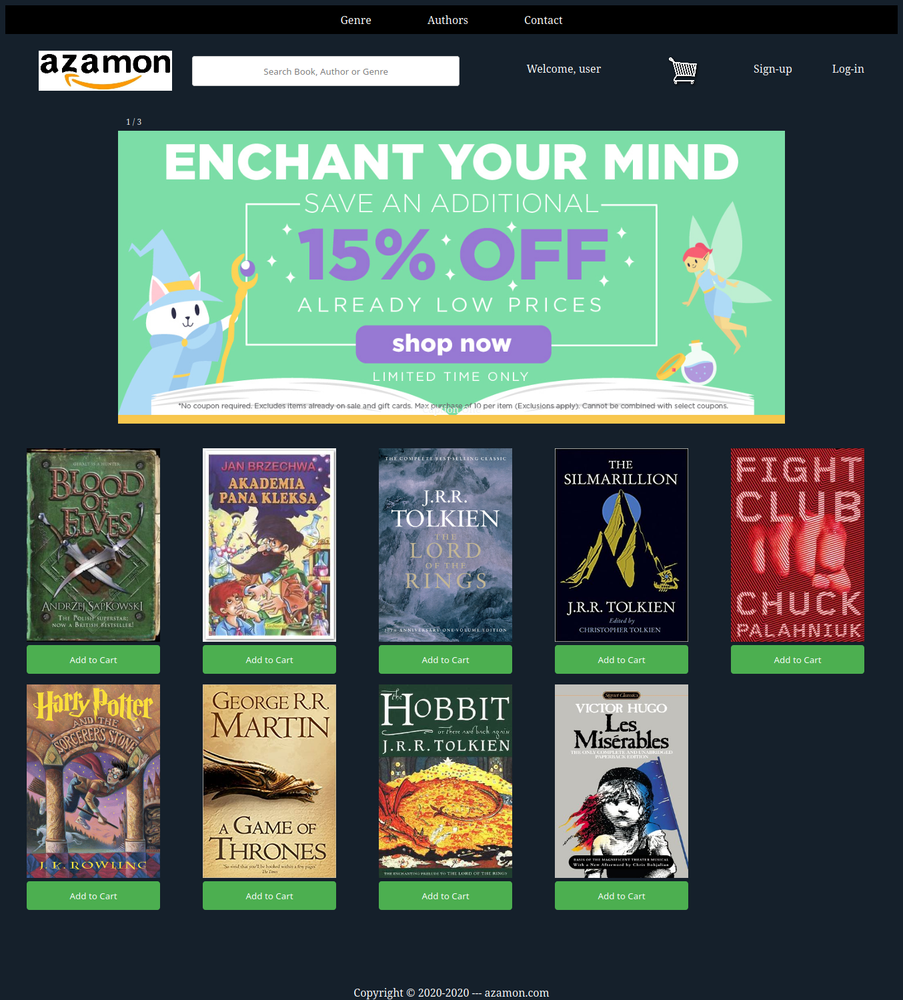 Genre
Authors
Contact
azamon
Search Book, Author or Genre
Welcome, user
Sign-up
Log-in
1 / 3
ENCHANT YOUR MIND
SAVE AN ADDITIONAL
15% OFF
ALREADY LOW PRICES
shop now
LIMITED TIME ONLY
*No coupon required. Excludes items already on sale and gift cards. Max purchase of 10 per item (Exclusions apply). Cannot be combined with select coupons.
GERALT IS A HUNTER
BLOOD
OF
ELVES
ANDRZEJ SAPKOWSKI
THE POLISH SUPERSTAR:
NOW A BRITISH BESTSELLER!
Add to Cart
JAN BRZECHWA
AKADEMIA
PANA KLEKSA
Add to Cart
THE COMPLETE BEST-SELLING CLASSIC
J.R.R.
TOLKIEN
THE
LORD
OF THE
RINGS
50TH ANNIVERSARY ONE-VOLUME EDITION
Add to Cart
THE
SILMARILLION
J.R.R. TOLKIEN
Edited by
CHRISTOPHER TOLKIEN
Add to Cart
FIGHT
CLUB
CHUCK
PALAHNIUK
Add to Cart
Harry Potter
AND THE
SORCERER'S STONE
J. K. ROWLING
Add to Cart
GEORGE R.R.
MARTIN
A GAME OF
THRONES
'So vivid that you'll be hooked within a few pages'
The Times
Add to Cart
the
HOBBIT
or there and back again
J.R.R. TOLKIEN
THE ENCHANTING PRELUDE TO THE LORD OF THE RINGS
Add to Cart
Signet Classics
VICTOR HUGO
Les
Misérables
THE ONLY COMPLETE AND UNABRIDGED
PAPERBACK EDITION
BASIS OF THE MAGNIFICENT THEATER MUSICAL
With a New Afterword by Chris Bohjalian
Add to Cart
Copyright © 2020-2020 --- azamon.com